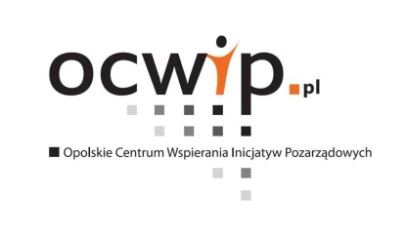 ocwip.pl
Opolskie Centrum Wspierania Inicjatyw Pozarządowych